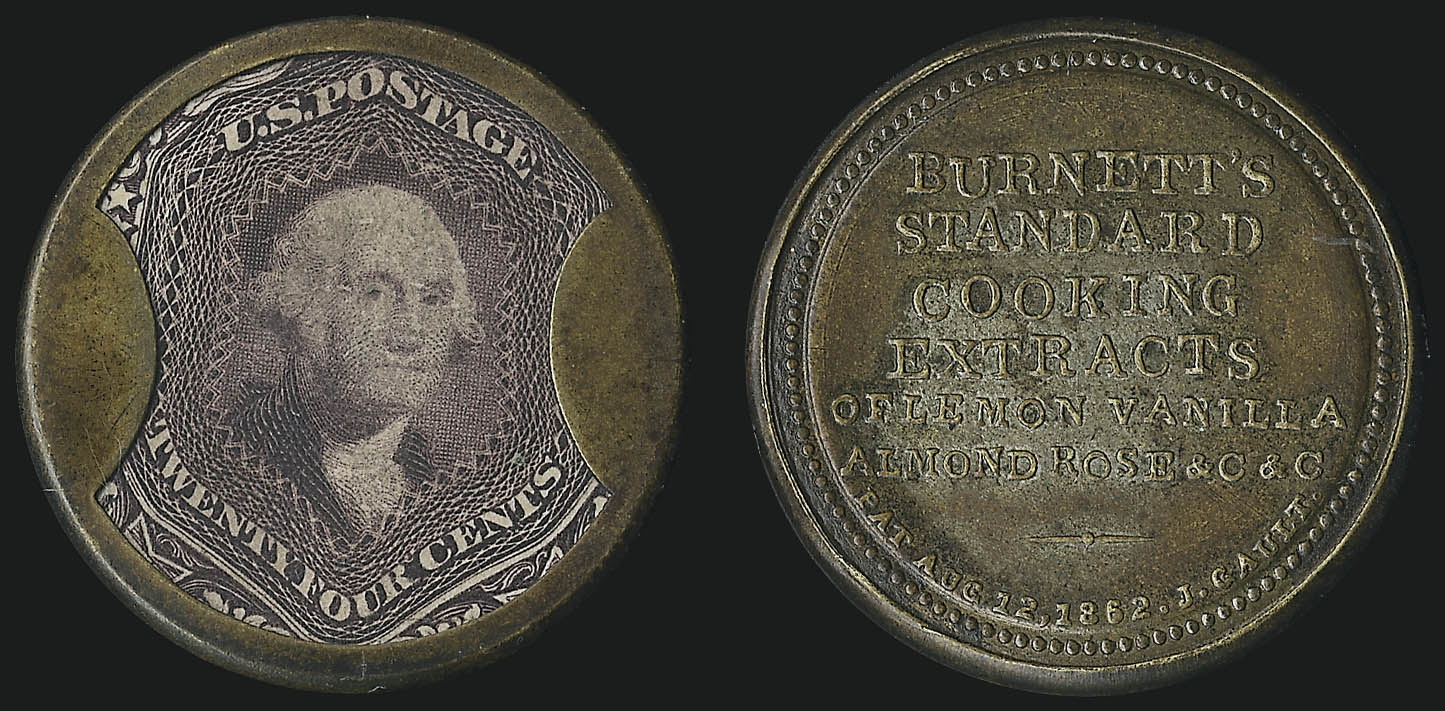 U.S. POSTAGE
TWENTY FOUR CENTS
BURNETT'S
STANDARD
COOKING
EXTRACTS
OF LEMON VANILLA
ALMOND ROSE &C &C
PAT. AUG. 12, 1862. J. GAULT.